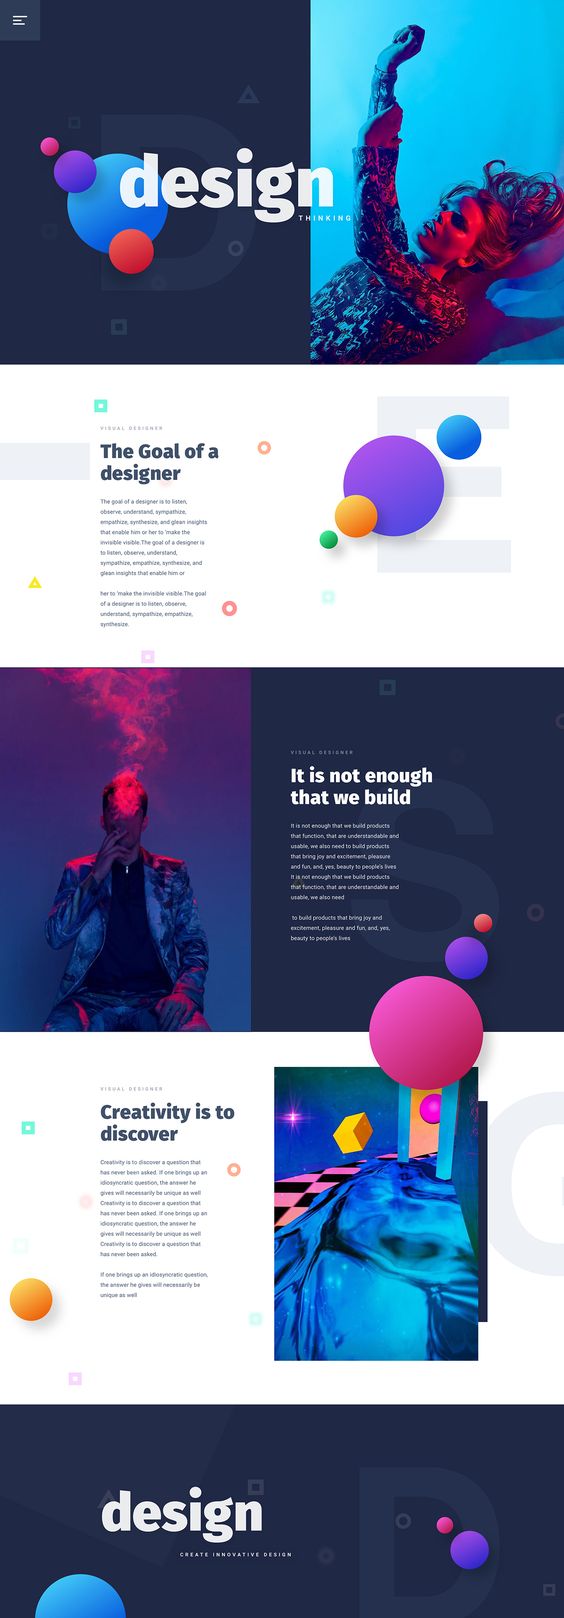 design
THINKING
VISUAL DESIGNER
The Goal of a
designer
The goal of a designer is to listen,
observe, understand, sympathize,
empathize, synthesize, and glean insights
that enable him or her to 'make the
invisible visible.The goal of a designer is
to listen, observe, understand,
sympathize, empathize, synthesize, and
glean insights that enable him or
her to 'make the invisible visible.The goal
of a designer is to listen, observe,
understand, sympathize, empathize,
synthesize.
VISUAL DESIGNER
It is not enough
that we build
It is not enough that we build products
that function, that are understandable and
usable, we also need to build products
that bring joy and excitement, pleasure
and fun, and, yes, beauty to people's lives
It is not enough that we build products
that function, that are understandable and
usable, we also need
to build products that bring joy and
excitement, pleasure and fun, and, yes,
beauty to people's lives
VISUAL DESIGNER
Creativity is to
discover
Creativity is to discover a question that
has never been asked. If one brings up an
idiosyncratic question, the answer he
gives will necessarily be unique as well
Creativity is to discover a question that
has never been asked. If one brings up an
idiosyncratic question, the answer he
gives will necessarily be unique as well
Creativity is to discover a question that
has never been asked.
If one brings up an idiosyncratic question,
the answer he gives will necessarily be
unique as well
design
CREATE INNOVATIVE DESIGN
D
E
S
G
D